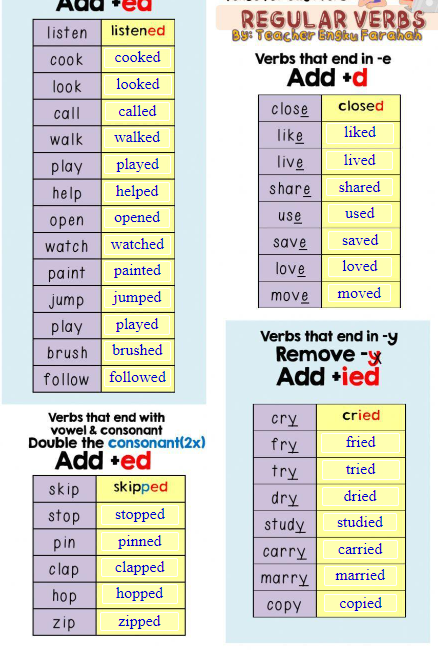 Add +ed
listen listened
cook cooked
look looked
call called
walk walked
play played
help helped
open opened
watch watched
paint painted
jump jumped
play played
brush brushed
follow followed
Verbs that end with
vowel & consonant
Double the consonant(2x)
Add +ed
skip skipped
stop stopped
pin pinned
clap clapped
hop hopped
zip zipped
REGULAR VERBS
By: Teacher Engku Farahah
Verbs that end in -e
Add +d
close closed
like liked
live lived
share shared
use used
save saved
love loved
move moved
Verbs that end in -y
Remove -y
Add +ied
cry cried
fry fried
try tried
dry dried
study studied
carry carried
marry married
copy copied